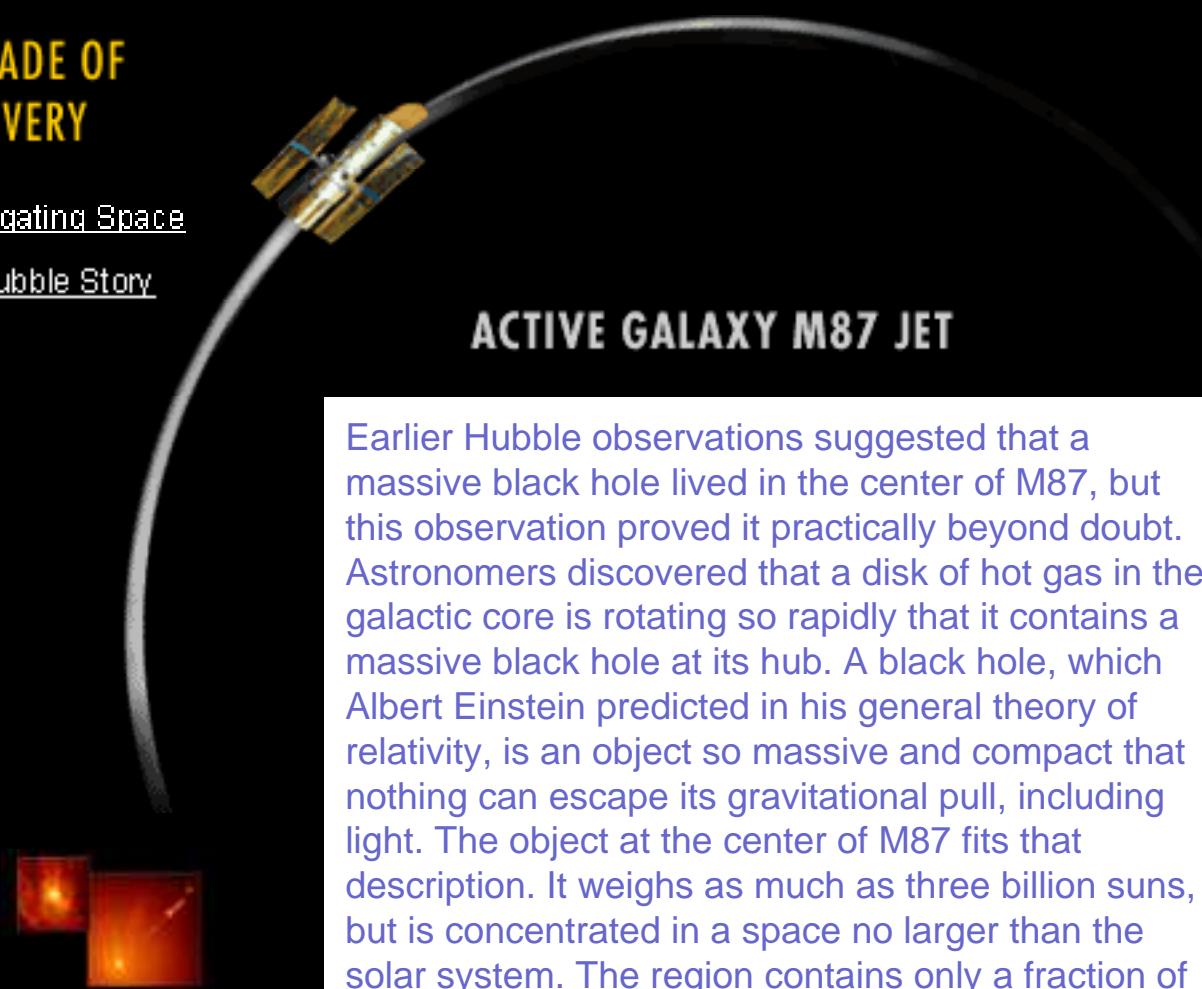 ADE OF
VERY
gating Space
ubble Story
ACTIVE GALAXY M87 JET
Earlier Hubble observations suggested that a
massive black hole lived in the center of M87, but
this observation proved it practically beyond doubt.
Astronomers discovered that a disk of hot gas in the
galactic core is rotating so rapidly that it contains a
massive black hole at its hub. A black hole, which
Albert Einstein predicted in his general theory of
relativity, is an object so massive and compact that
nothing can escape its gravitational pull, including
light. The object at the center of M87 fits that
description. It weighs as much as three billion suns,
but is concentrated in a space no larger than the
solar system. The region contains only a fraction of